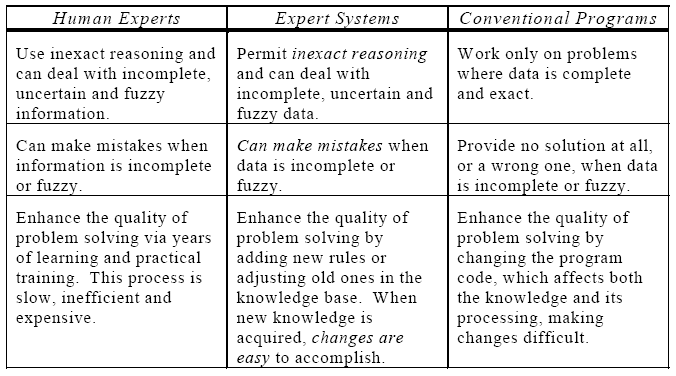 Human Experts
Expert Systems
Conventional Programs
Use inexact reasoning and
can deal with incomplete,
uncertain and fuzzy
information.
Permit inexact reasoning
and can deal with
incomplete, uncertain and
fuzzy data.
Work only on problems
where data is complete
and exact.
Can make mistakes when
information is incomplete
or fuzzy.
Can make mistakes when
data is incomplete or
fuzzy.
Provide no solution at all,
or a wrong one, when data
is incomplete or fuzzy.
Enhance the quality of
problem solving via years
of learning and practical
training. This process is
slow, inefficient and
expensive.
Enhance the quality of
problem solving by
adding new rules or
adjusting old ones in the
knowledge base. When
new knowledge is
acquired, changes are
easy to accomplish.
Enhance the quality of
problem solving by
changing the program
code, which affects both
the knowledge and its
processing, making
changes difficult.